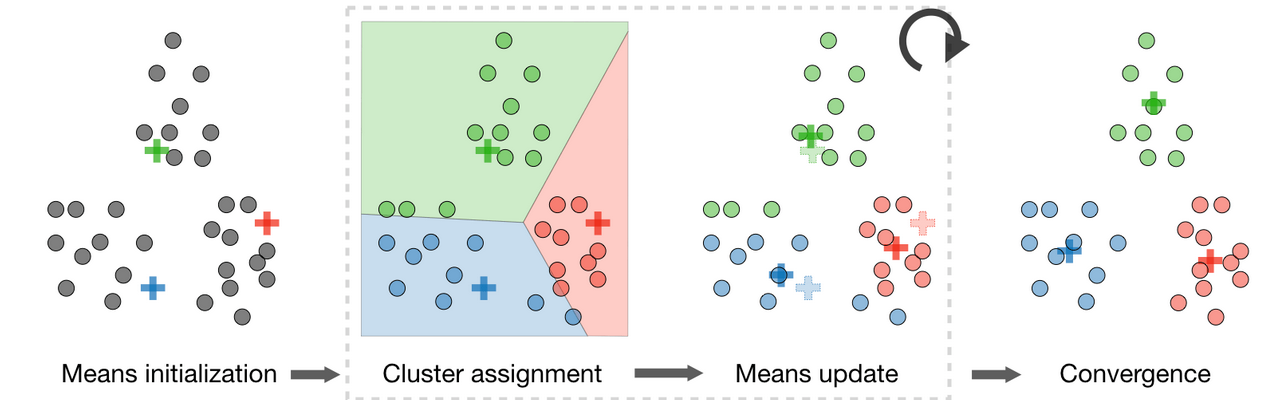 Means initialization
Cluster assignment
Means update
Convergence